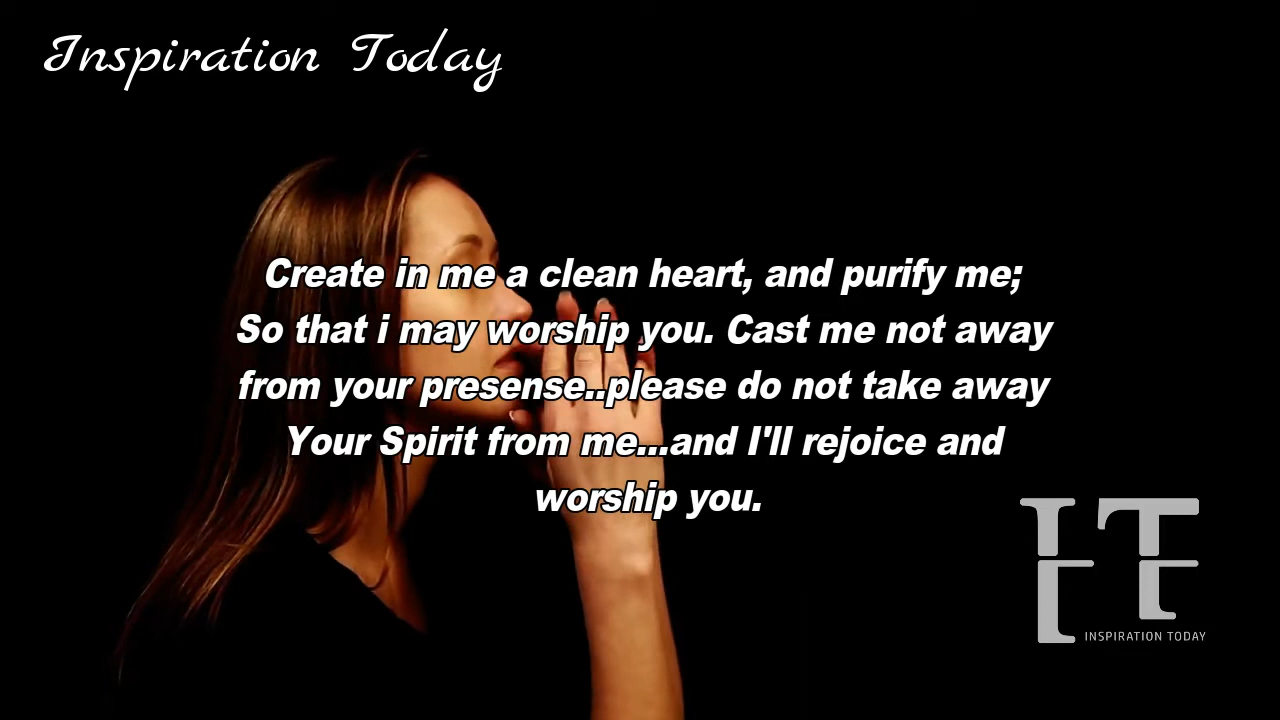 Inspiration Today
Create in me a clean heart, and purify me;
So that i may worship you. Cast me not away
from your presense..please do not take away
Your Spirit from me...and I'll rejoice and
worship you.
IT
INSPIRATION TODAY